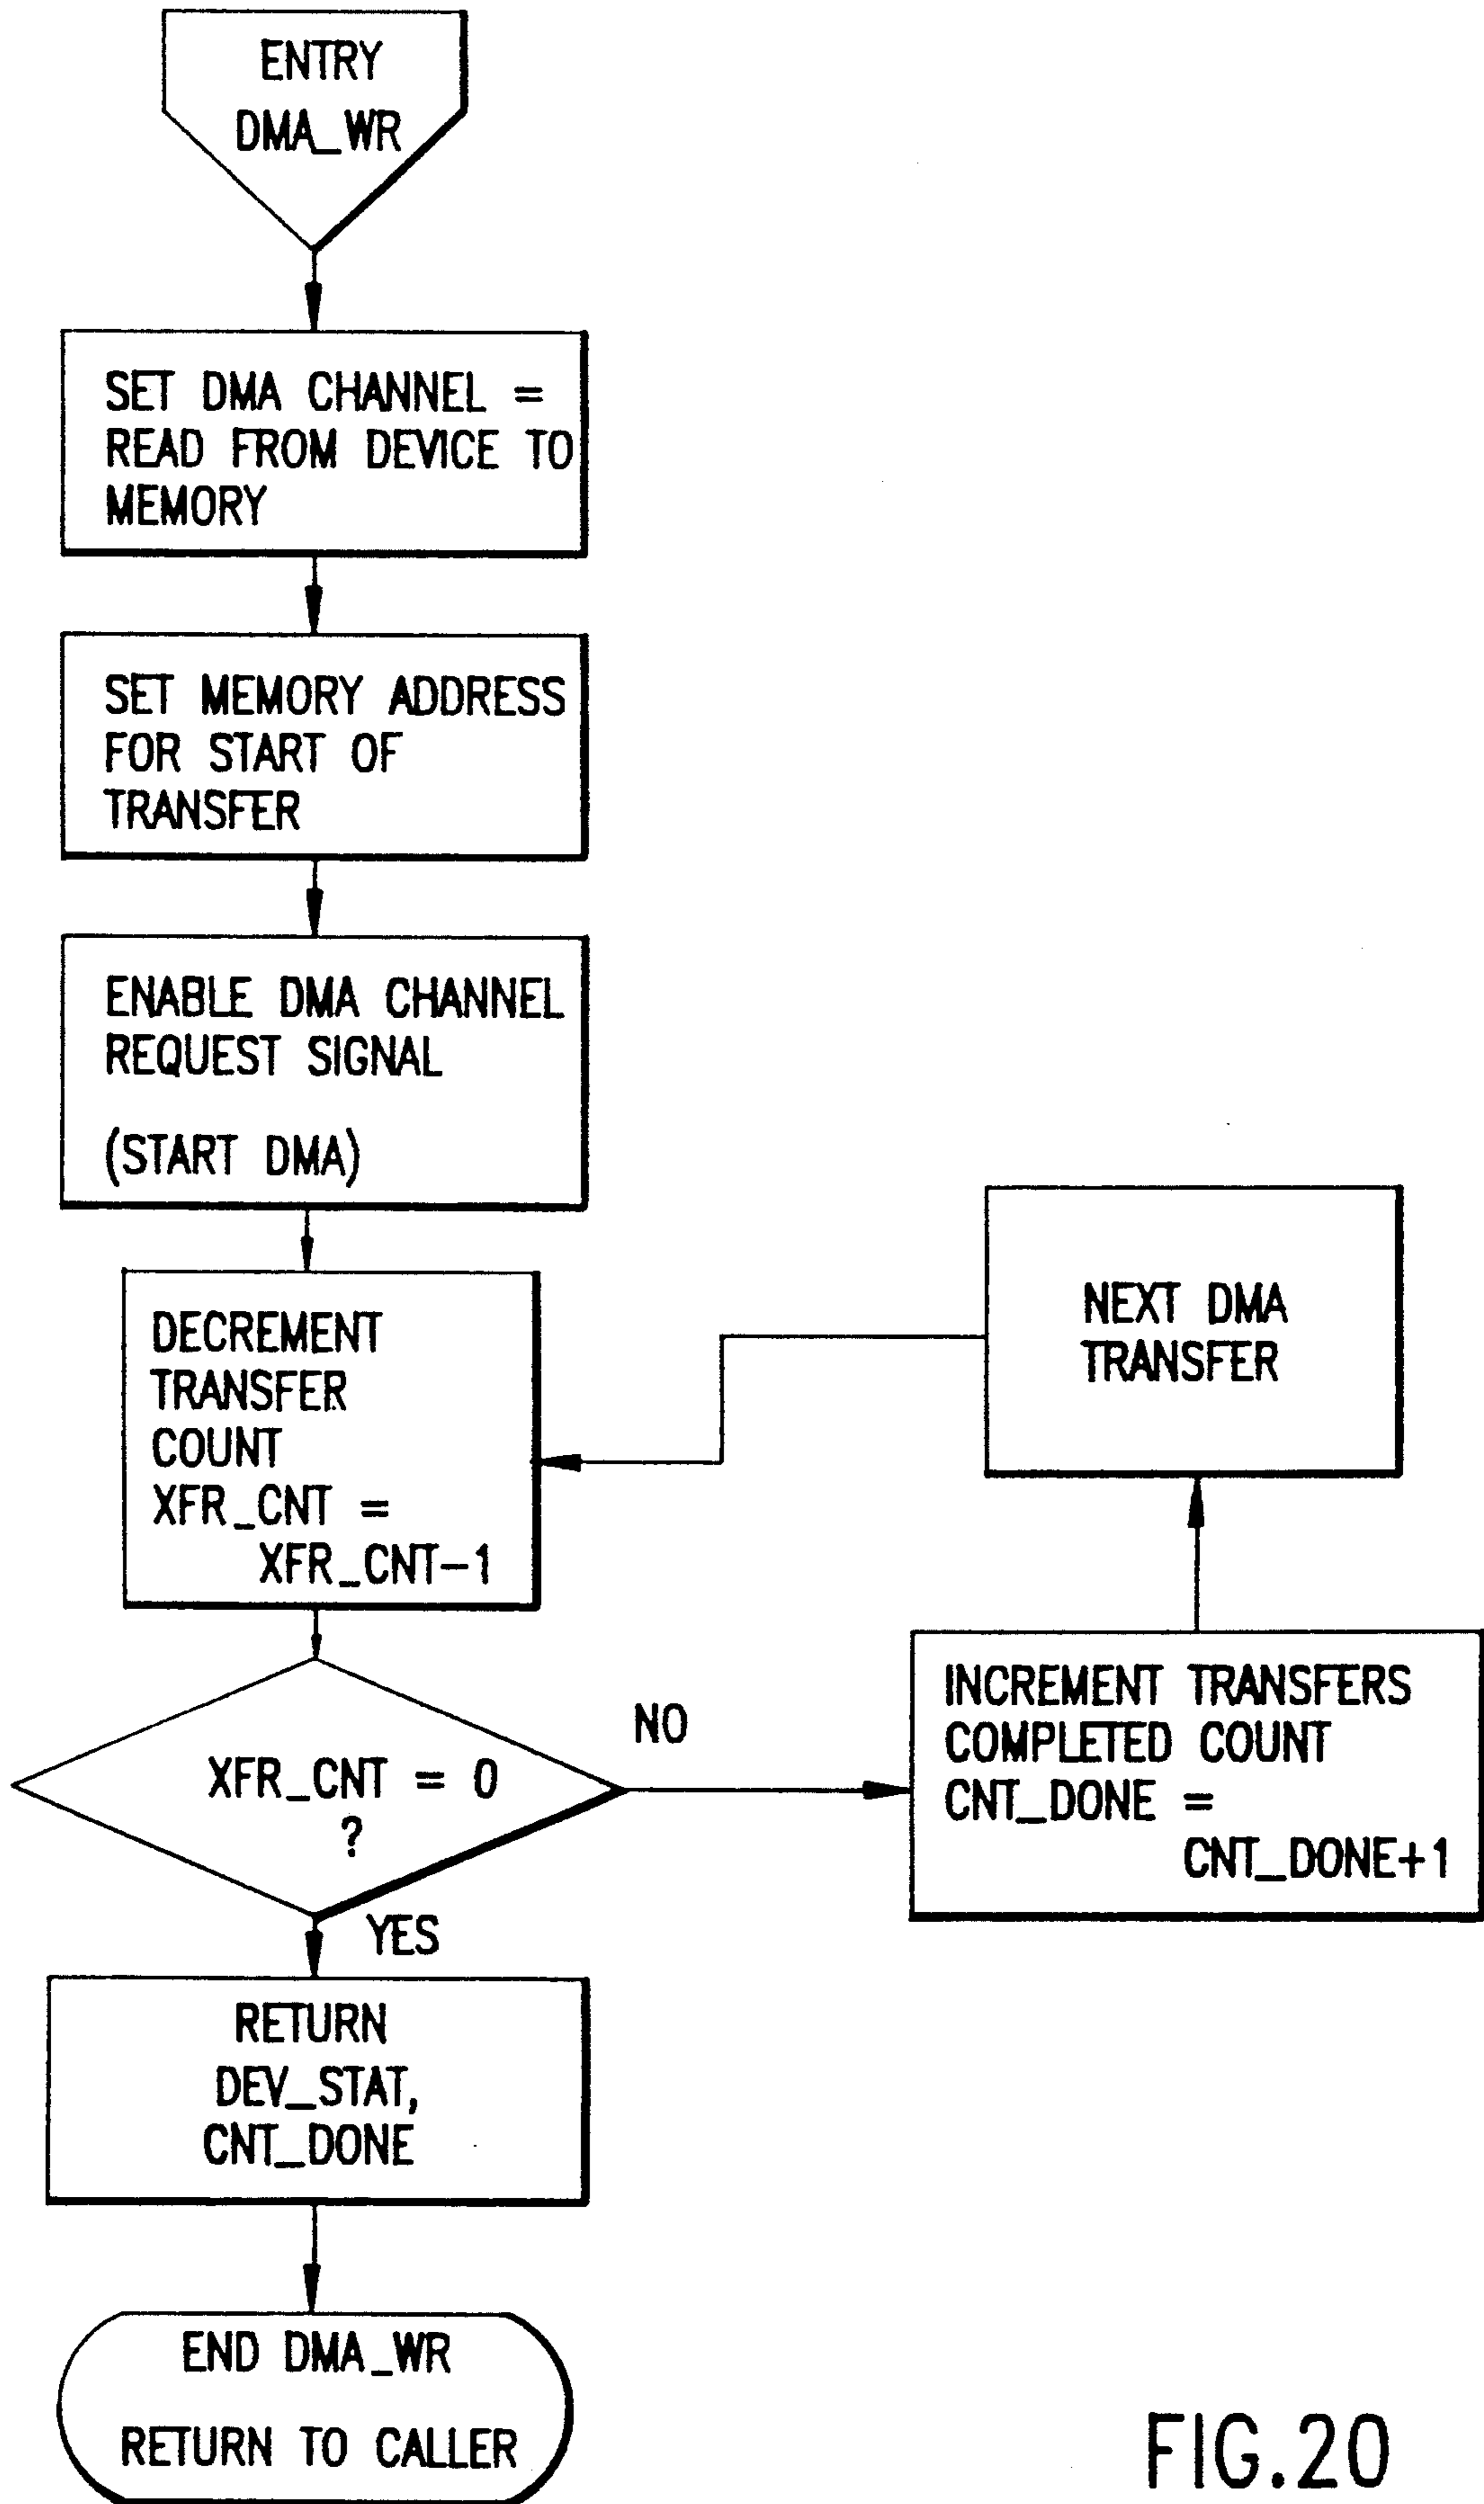 ENTRY
DMA_WR
SET DMA CHANNEL =
READ FROM DEVICE TO
MEMORY
SET MEMORY ADDRESS
FOR START OF
TRANSFER
ENABLE DMA CHANNEL
REQUEST SIGNAL
(START DMA)
DECREMENT
TRANSFER
COUNT
XFR_CNT =
XFR_CNT-1
NEXT DMA
TRANSFER
XFR_CNT = 0
?
NO
INCREMENT TRANSFERS
COMPLETED COUNT
CNT_DONE =
CNT_DONE+1
YES
RETURN
DEV_STAT,
CNT_DONE
END DMA_WR
RETURN TO CALLER
FIG.20